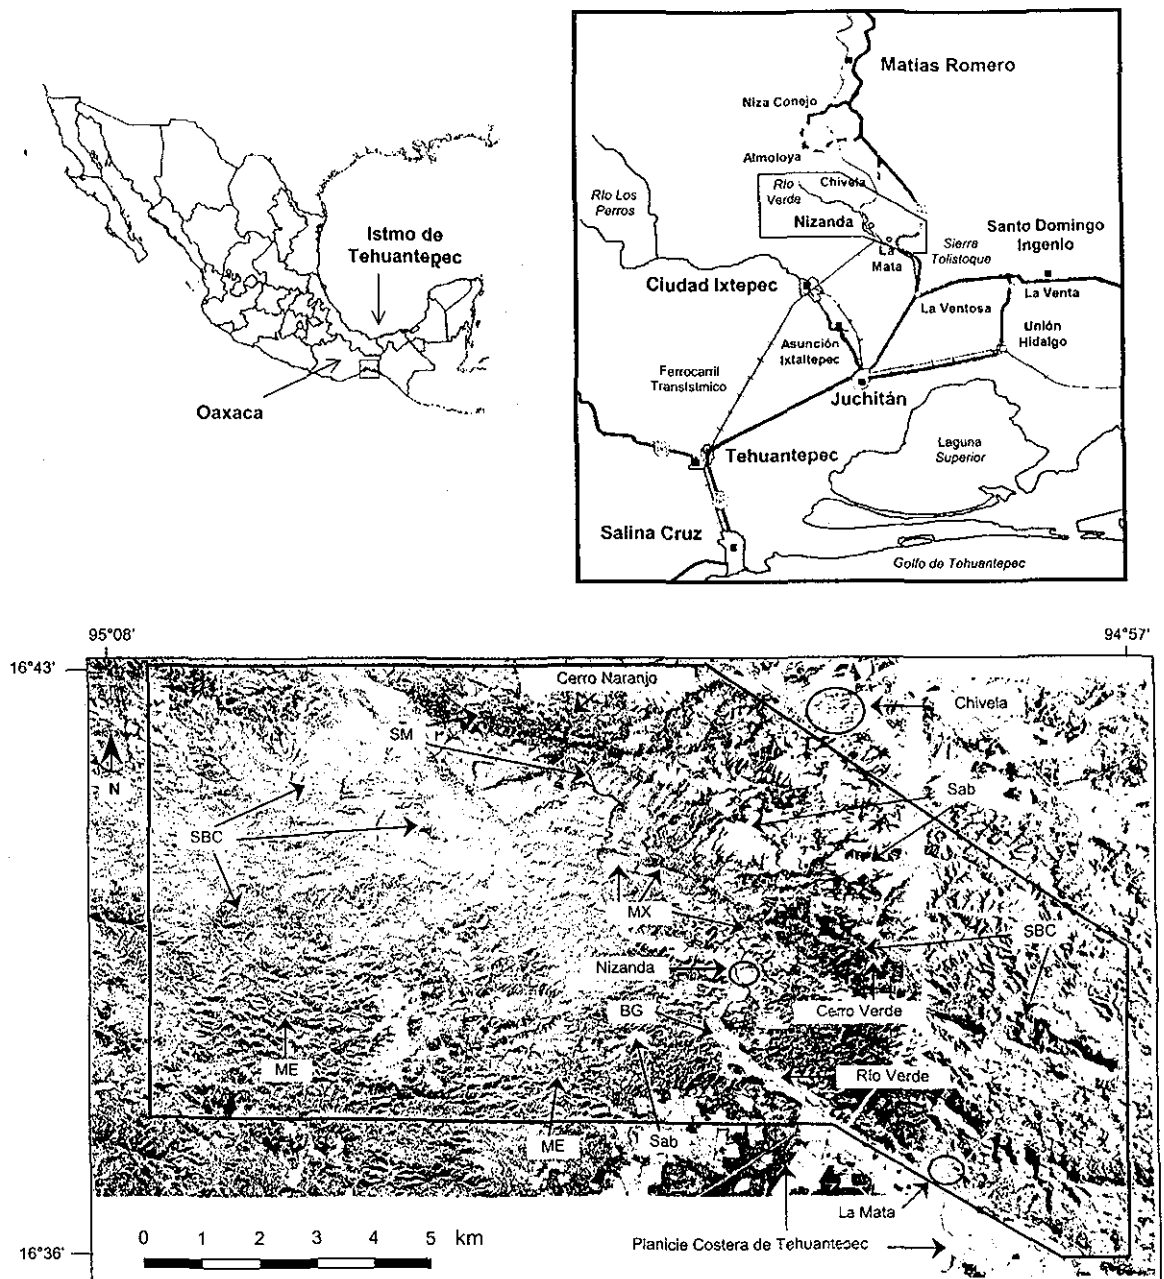 Istmo de
Tehuantepec
Oaxaca
Matías Romero
Niza Conejo
Almoloya
Chivela
Río
Verde
Río Los
Perros
Nizanda
La
Mata
Santo Domingo
Ingenio
Sierra
Tolistoque
Ciudad Ixtepec
La Venta
La Ventosa
Unión
Hidalgo
Asunción
Ixtaltepec
Ferrocarril
Transístmico
Juchitán
Tehuantepec
Laguna
Superior
Salina Cruz
Golfo de Tehuantepec
95°08'
94°57'
16°43'
Cerro Naranjo
Chivela
SM
N
Sab
SBC
MX
SBC
Nizanda
BG
Cerro Verde
ME
Río Verde
ME
Sab
La Mata
0 1 2 3 4 5 km
Planicie Costera de Tehuantepec
16°36'